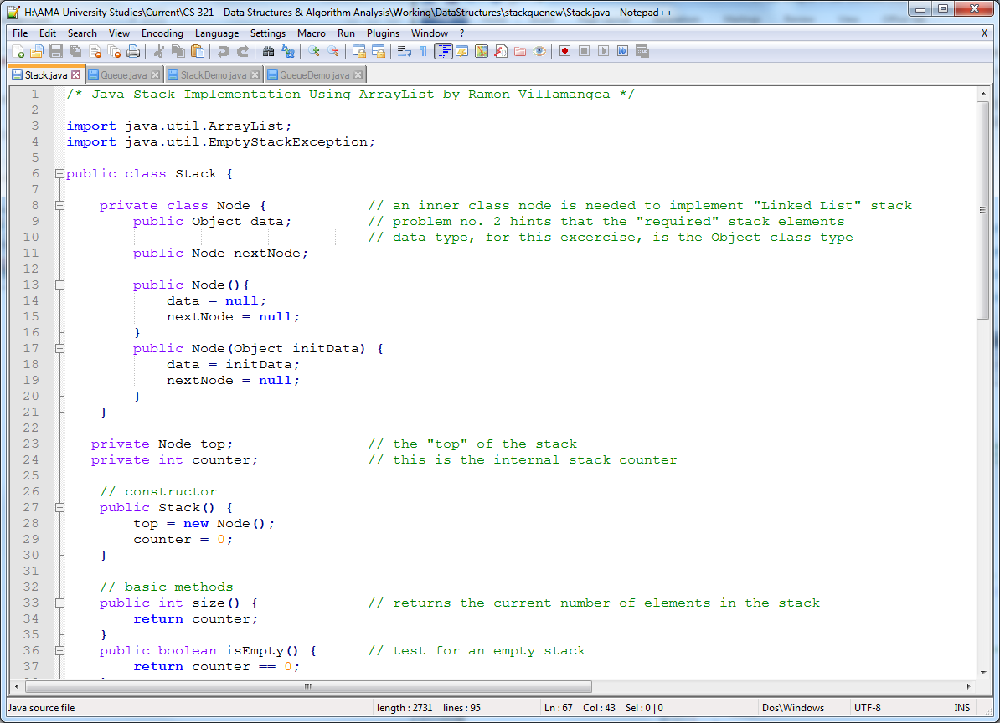 H:\AMA University Studies\Current\CS 321 - Data Structures & Algorithm Analysis\Working\DataStructures\stackquenew\Stack.java - Notepad++
File Edit Search View Encoding Language Settings Macro Run Plugins Window ? X
Stack.java Queue.java StackDemo.java QueueDemo.java
1 /* Java Stack Implementation Using ArrayList by Ramon Villamangca */
2
3 import java.util.ArrayList;
4 import java.util.EmptyStackException;
5
6 public class Stack {
7
8 private class Node { // an inner class node is needed to implement "Linked List" stack
9 public Object data; // problem no. 2 hints that the "required" stack elements
10 // data type, for this excercise, is the Object class type
11 public Node nextNode;
12
13 public Node(){
14 data = null;
15 nextNode = null;
16 }
17 public Node(Object initData) {
18 data = initData;
19 nextNode = null;
20 }
21 }
22
23 private Node top; // the "top" of the stack
24 private int counter; // this is the internal stack counter
25
26 // constructor
27 public Stack() {
28 top = new Node();
29 counter = 0;
30 }
31
32 // basic methods
33 public int size() { // returns the current number of elements in the stack
34 return counter;
35 }
36 public boolean isEmpty() { // test for an empty stack
37 return counter == 0;
Java source file length : 2731 lines : 95 Ln : 67 Col : 43 Sel : 0 | 0 Dos\Windows UTF-8 INS